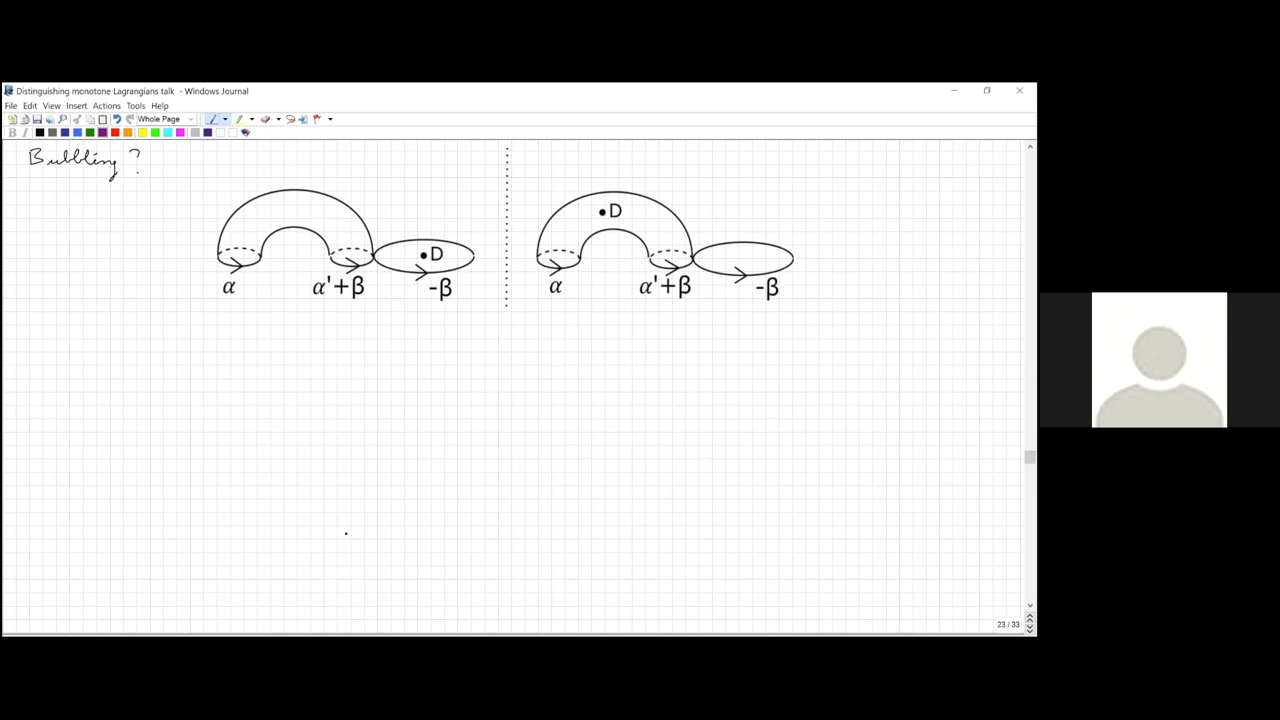 Distinguishing monotone Lagrangians talk - Windows Journal
File Edit View Insert Actions Tools Help
Whole Page
B I
Bubbling ?
D
D
α
α'+β
-β
α
α'+β
-β
23 / 33